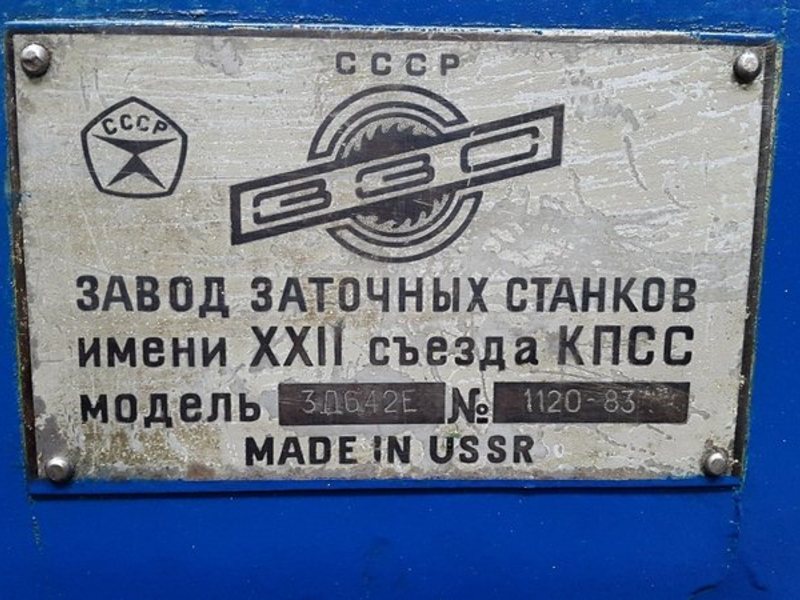 СССР
СССР
ЗЗС
ЗАВОД ЗАТОЧНЫХ СТАНКОВ
имени XXII съезда КПСС
модель 3Д642Е № 1120-83
MADE IN USSR